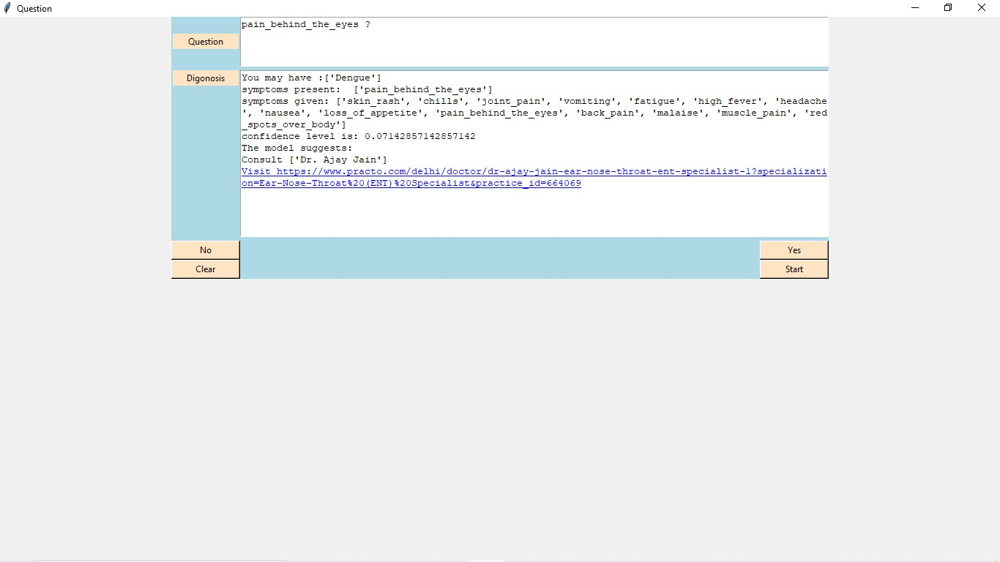 Question
pain_behind_the_eyes ?
Question
Digonosis
You may have :['Dengue']
symptoms present:  ['pain_behind_the_eyes']
symptoms given: ['skin_rash', 'chills', 'joint_pain', 'vomiting', 'fatigue', 'high_fever', 'headache
', 'nausea', 'loss_of_appetite', 'pain_behind_the_eyes', 'back_pain', 'malaise', 'muscle_pain', 'red
_spots_over_body']
confidence level is: 0.07142857142857142
The model suggests:
Consult ['Dr. Ajay Jain']
Visit https://www.practo.com/delhi/doctor/dr-ajay-jain-ear-nose-throat-ent-specialist-1?specializati
on=Ear-Nose-Throat%20(ENT)%20Specialist&practice_id=664069
No
Yes
Clear
Start